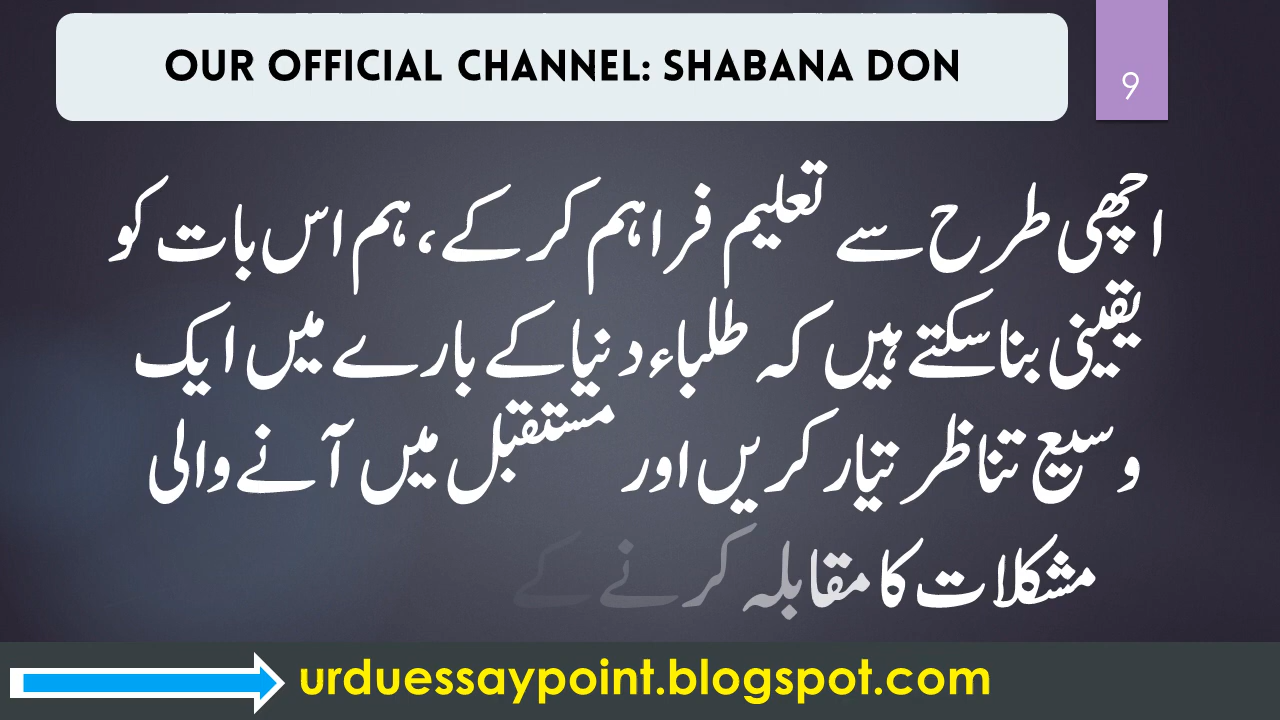 OUR OFFICIAL CHANNEL: SHABANA DON
9
اچھی طرح سے تعلیم فراہم کرکے، ہم اس بات کو
یقینی بنا سکتے ہیں کہ طلباء دنیا کے بارے میں ایک
وسیع تناظر تیار کریں اور مستقبل میں آنے والی
مشکلات کا مقابلہ کرنے کے
urduessaypoint.blogspot.com